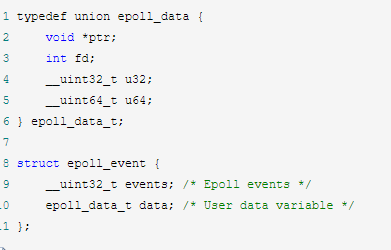 1 typedef union epoll_data {
2     void *ptr;
3     int fd;
4     __uint32_t u32;
5     __uint64_t u64;
6 } epoll_data_t;
7
8 struct epoll_event {
9     __uint32_t events; /* Epoll events */
.0     epoll_data_t data; /* User data variable */
.1 };